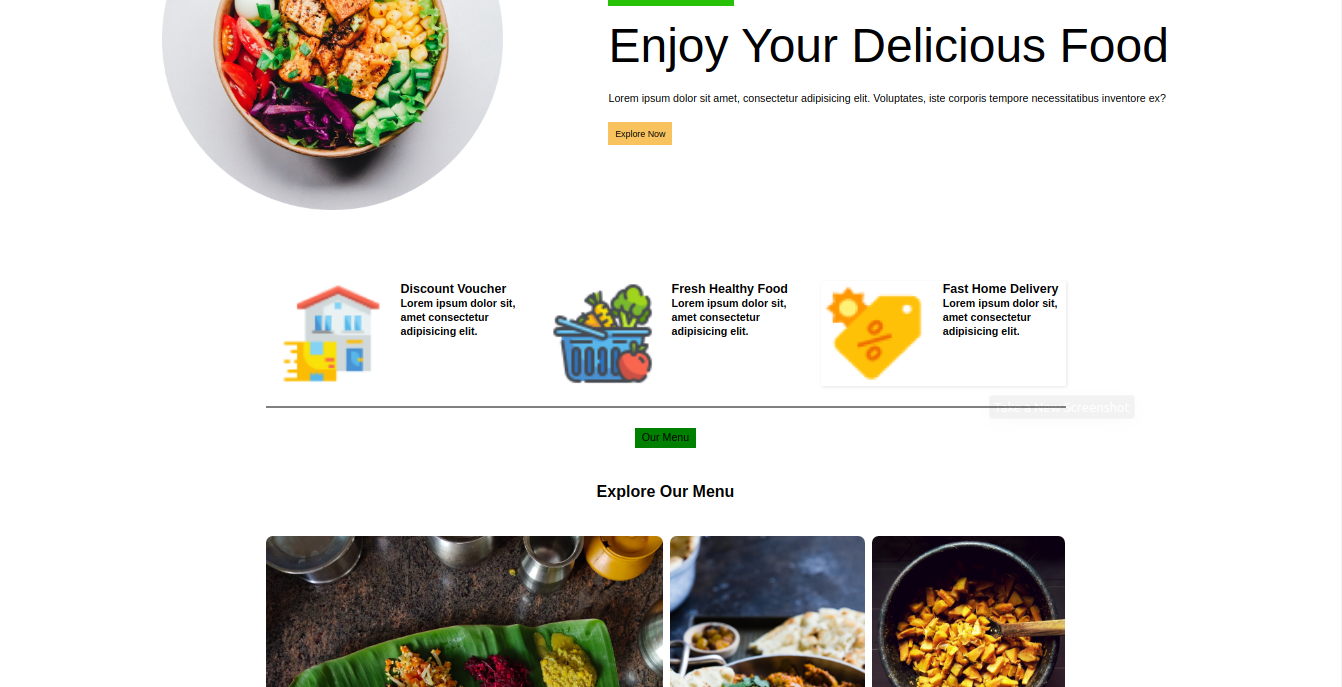 Enjoy Your Delicious Food
Lorem ipsum dolor sit amet, consectetur adipisicing elit. Voluptates, iste corporis tempore necessitatibus inventore ex?
Explore Now
Discount Voucher
Lorem ipsum dolor sit,
amet consectetur
adipisicing elit.
Fresh Healthy Food
Lorem ipsum dolor sit,
amet consectetur
adipisicing elit.
Fast Home Delivery
Lorem ipsum dolor sit,
amet consectetur
adipisicing elit.
Take a New Screenshot
Our Menu
Explore Our Menu